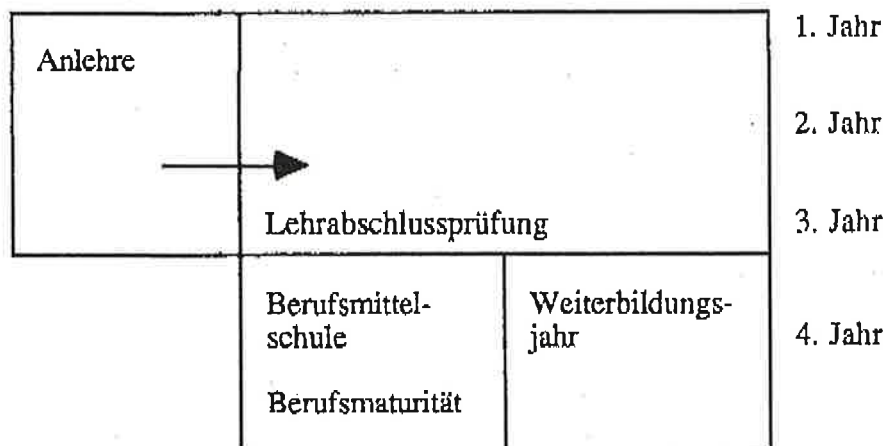 1. Jahr
Anlehre
2. Jahr
Lehrabschlussprüfung
3. Jahr
Berufsmittel-
schule
Weiterbildungs-
jahr
4. Jahr
Berufsmaturität